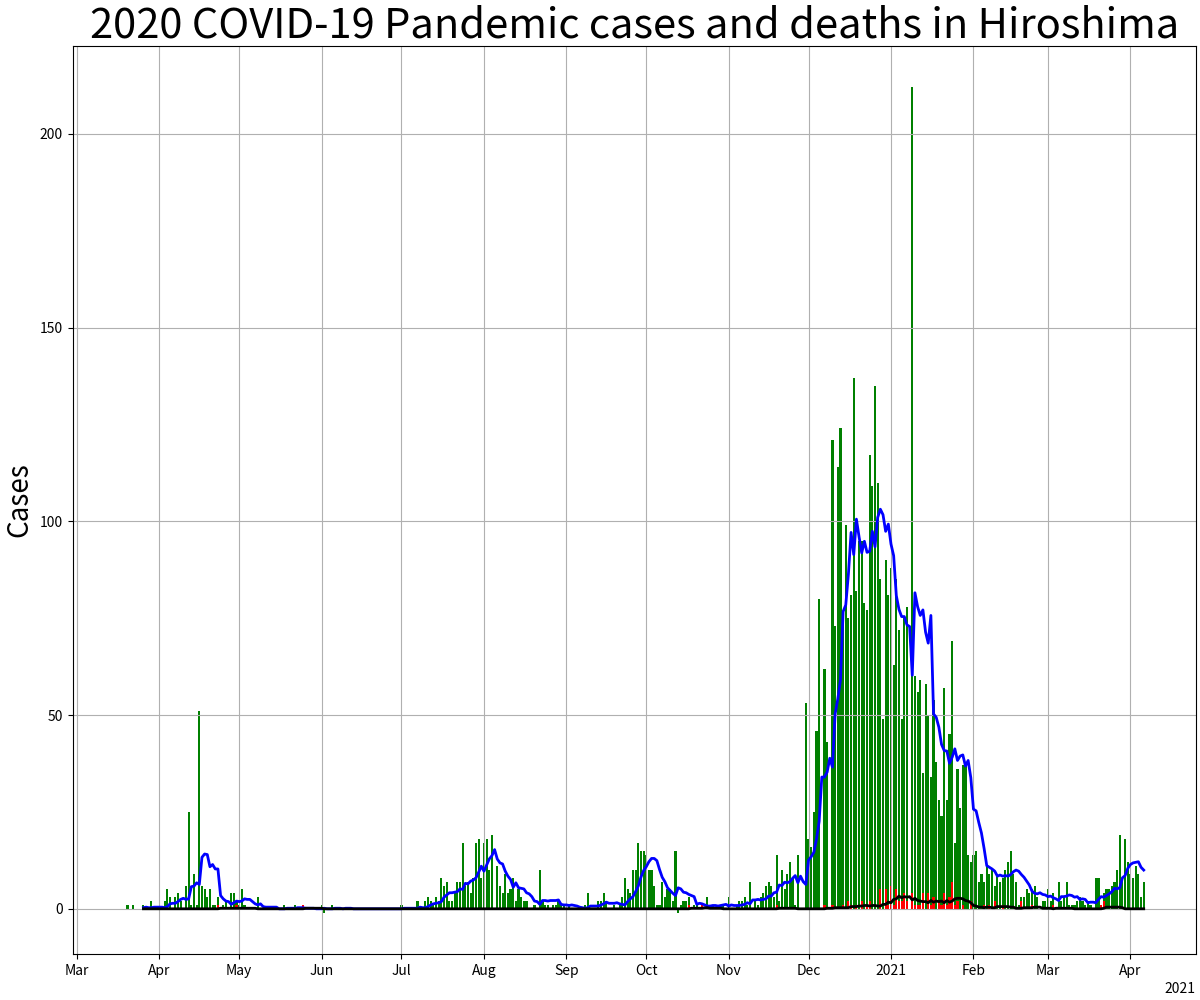 2020 COVID-19 Pandemic cases and deaths in Hiroshima
Cases
200
150
100
50
0
Mar Apr May Jun Jul Aug Sep Oct Nov Dec 2021 Feb Mar Apr
2021